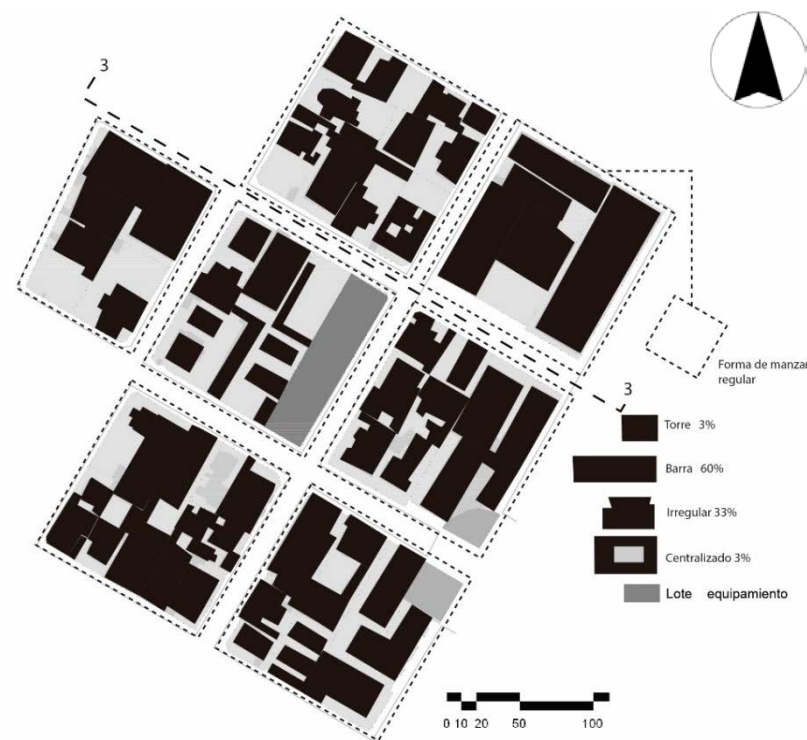 3
Forma de manzar
regular
3
Torre 3%
Barra 60%
Irregular 33%
Centralizado 3%
Lote equipamiento
0 10 20 50 100